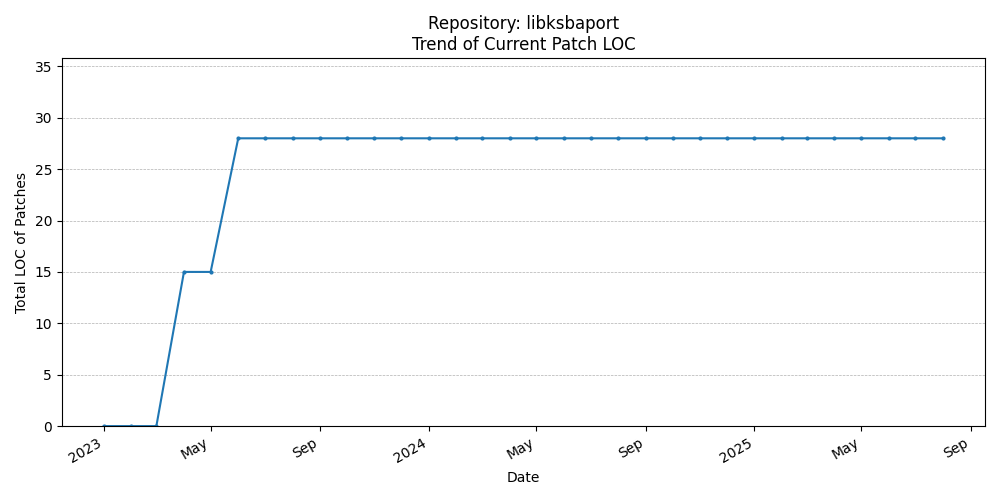 Repository: libksbaport
Trend of Current Patch LOC
35
30
25
20
15
10
5
0
Total LOC of Patches
2023
May
Sep
2024
May
Sep
2025
May
Sep
Date